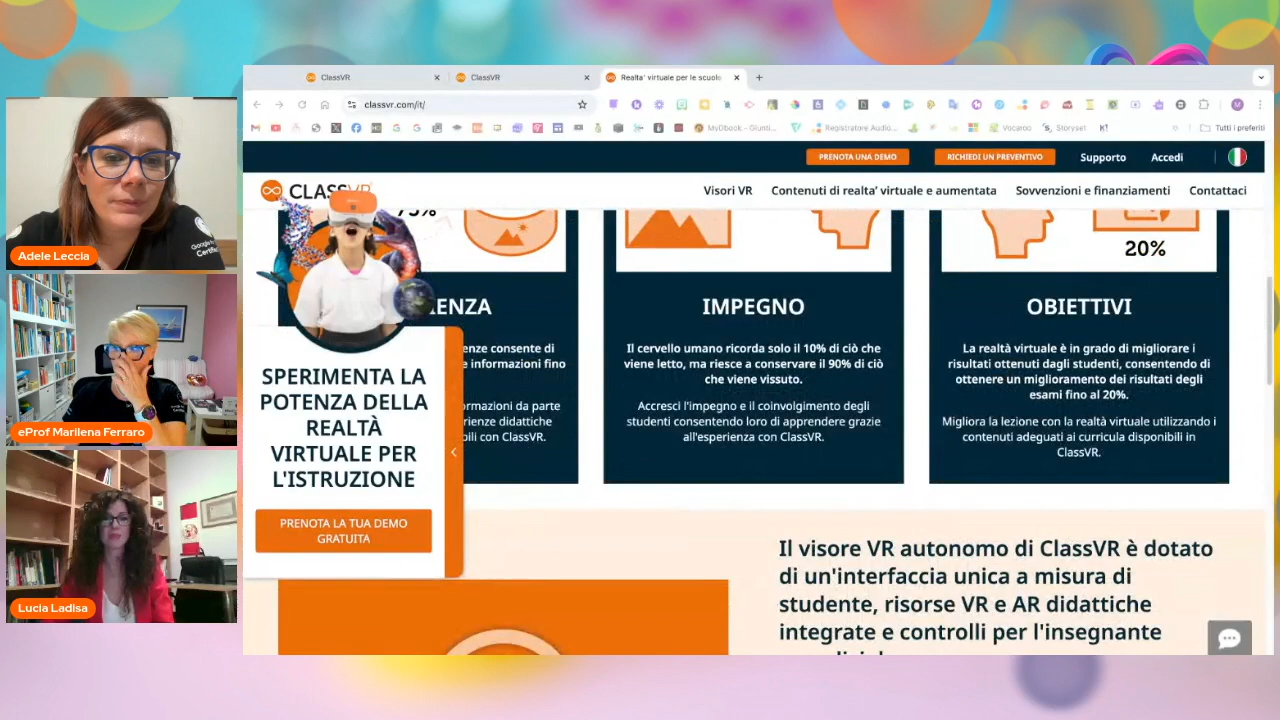 ClassVR
ClassVR
Realta' virtuale per le scuole
classvr.com/it/
MyDbook - Giunti...
Registratore Audio...
Vocaroo
Storyset
Tutti i preferiti
PRENOTA UNA DEMO
RICHIEDI UN PREVENTIVO
Supporto
Accedi
CLASSVR
Visori VR
Contenuti di realta' virtuale e aumentata
Sovvenzioni e finanziamenti
Contattaci
75%
20%
IENZA
IMPEGNO
OBIETTIVI
enze consente di
e informazioni fino
ormazioni da parte
rienze didattiche
bili con ClassVR.
Il cervello umano ricorda solo il 10% di ciò che
viene letto, ma riesce a conservare il 90% di ciò
che viene vissuto.
Accresci l'impegno e il coinvolgimento degli
studenti consentendo loro di apprendere grazie
all'esperienza con ClassVR.
La realtà virtuale è in grado di migliorare i
risultati ottenuti dagli studenti, consentendo di
ottenere un miglioramento dei risultati degli
esami fino al 20%.
Migliora la lezione con la realtà virtuale utilizzando i
contenuti adeguati ai curricula disponibili in
ClassVR.
SPERIMENTA LA
POTENZA DELLA
REALTÀ
VIRTUALE PER
L'ISTRUZIONE
PRENOTA LA TUA DEMO
GRATUITA
Il visore VR autonomo di ClassVR è dotato
di un'interfaccia unica a misura di
studente, risorse VR e AR didattiche
integrate e controlli per l'insegnante
Adele Leccia
eProf Marilena Ferraro
Lucia Ladisa